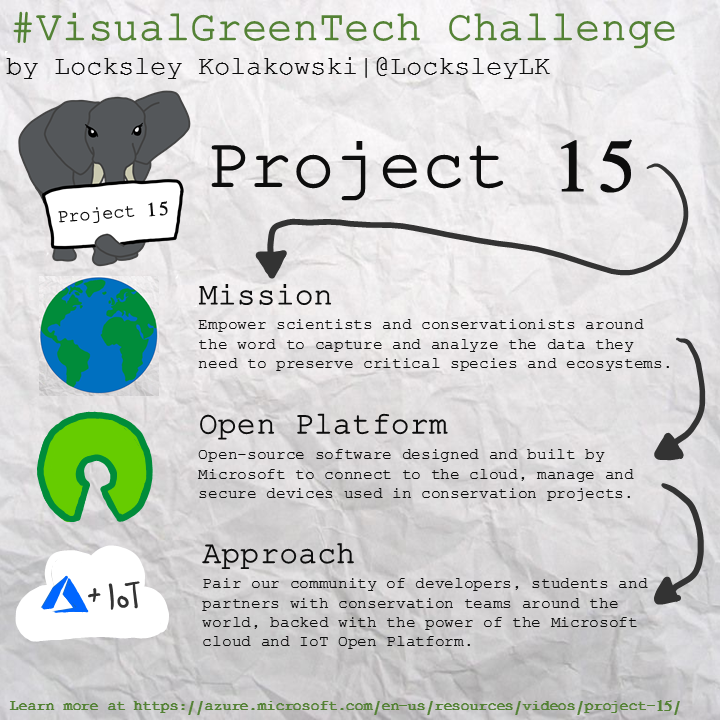 #VisualGreenTech Challenge
by Locksley Kolakowski|@LocksleyLK
Project 15
Project 15
Mission
Empower scientists and conservationists around
the word to capture and analyze the data they
need to preserve critical species and ecosystems.
Open Platform
Open-source software designed and built by
Microsoft to connect to the cloud, manage and
secure devices used in conservation projects.
Approach
+ IoT
Pair our community of developers, students and
partners with conservation teams around the
world, backed with the power of the Microsoft
cloud and IoT Open Platform.
Learn more at https://azure.microsoft.com/en-us/resources/videos/project-15/